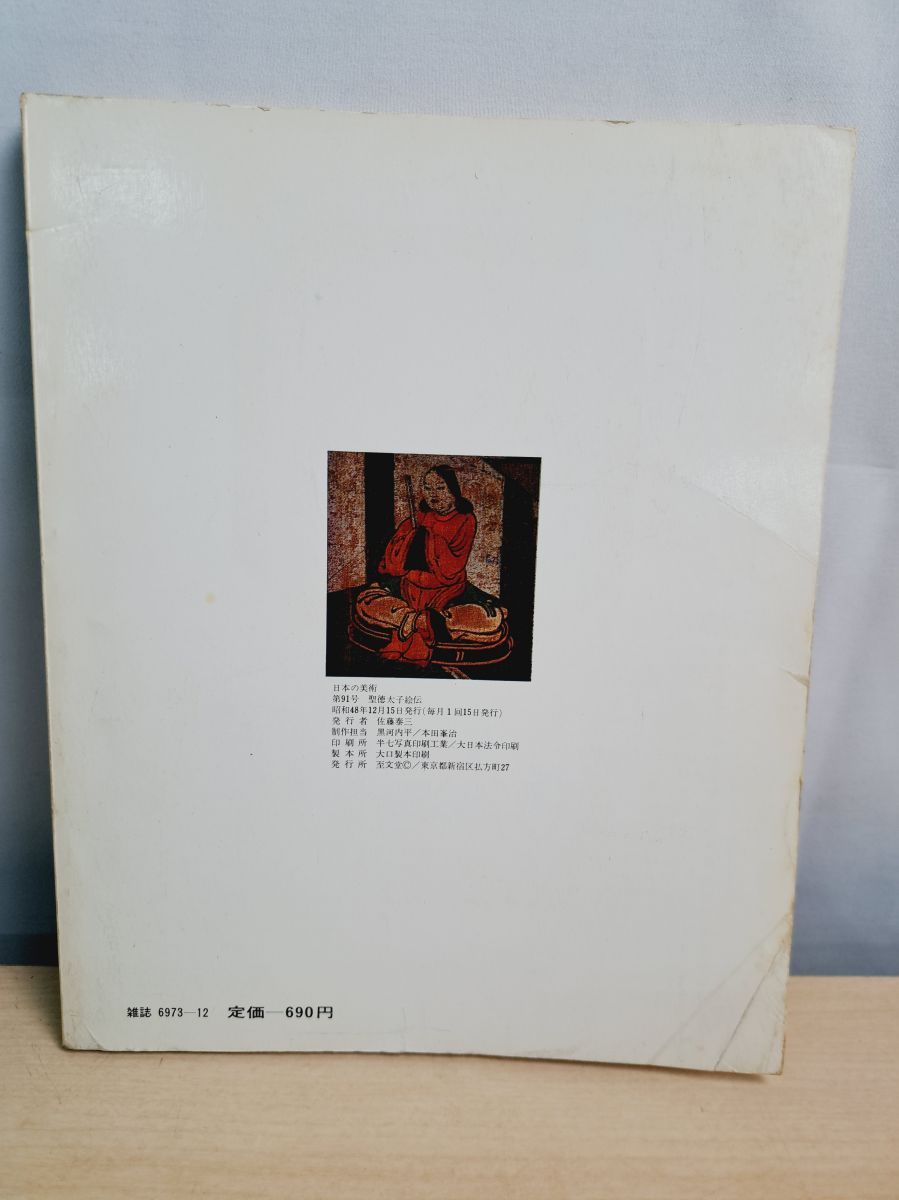 日本の美術
第91号 聖徳太子絵伝
昭和48年12月15日発行(毎月1回15日発行)
発行者 佐藤泰三
制作担当 黒河内平/本田峯治
印刷所 半七写真印刷工業/大日本法令印刷
製本所 大口製本印刷
発行所 至文堂©/東京都新宿区払方町27
雑誌 6973—12 定価—690円